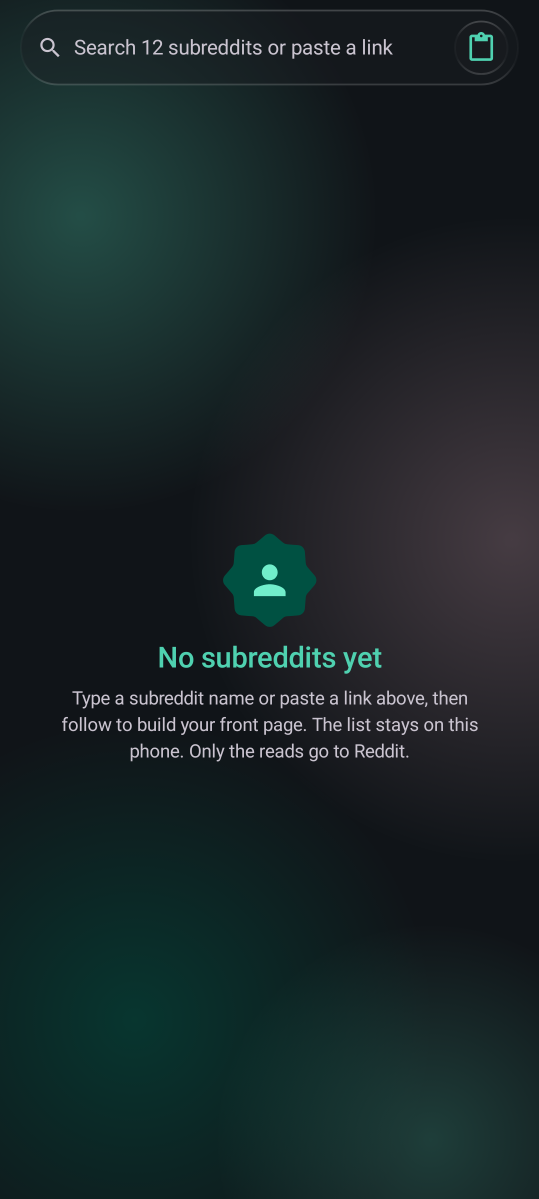 Search 12 subreddits or paste a link
No subreddits yet
Type a subreddit name or paste a link above, then
follow to build your front page. The list stays on this
phone. Only the reads go to Reddit.